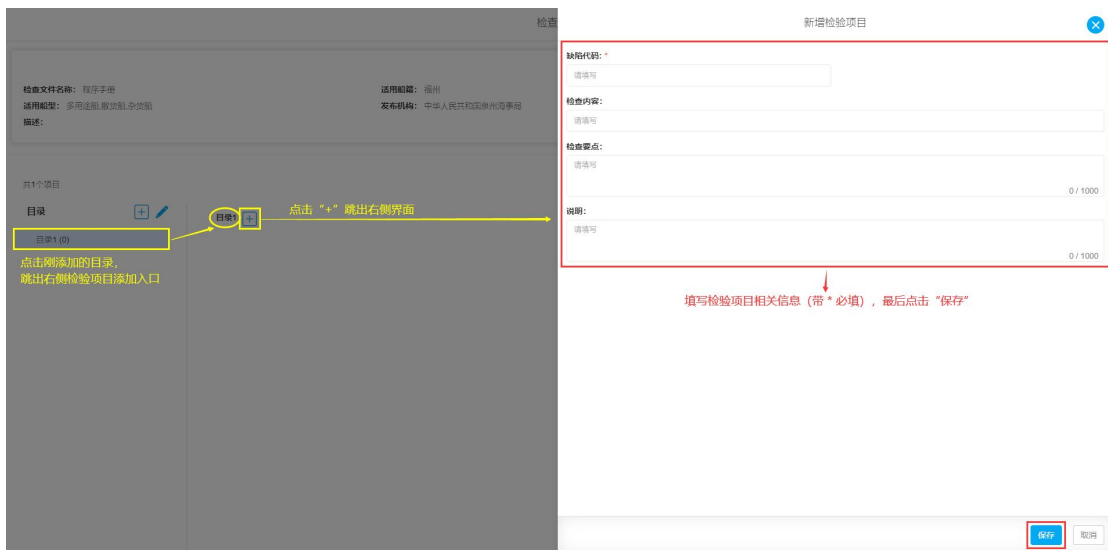 检查
检查文件名称： 程序手册
适用船籍： 福州
适用船型： 多用途船,散货船,杂货船
发布机构： 中华人民共和国泉州海事局
描述：
共1个项目
目录
目录1 (0)
点击刚添加的目录，
跳出右侧检验项目添加入口
目录1
点击“+”跳出右侧界面
新增检验项目
缺陷代码： *
请填写
检查内容：
请填写
检查要点：
请填写
0 / 1000
说明：
请填写
0 / 1000
填写检验项目相关信息（带 * 必填），最后点击“保存”
保存
取消